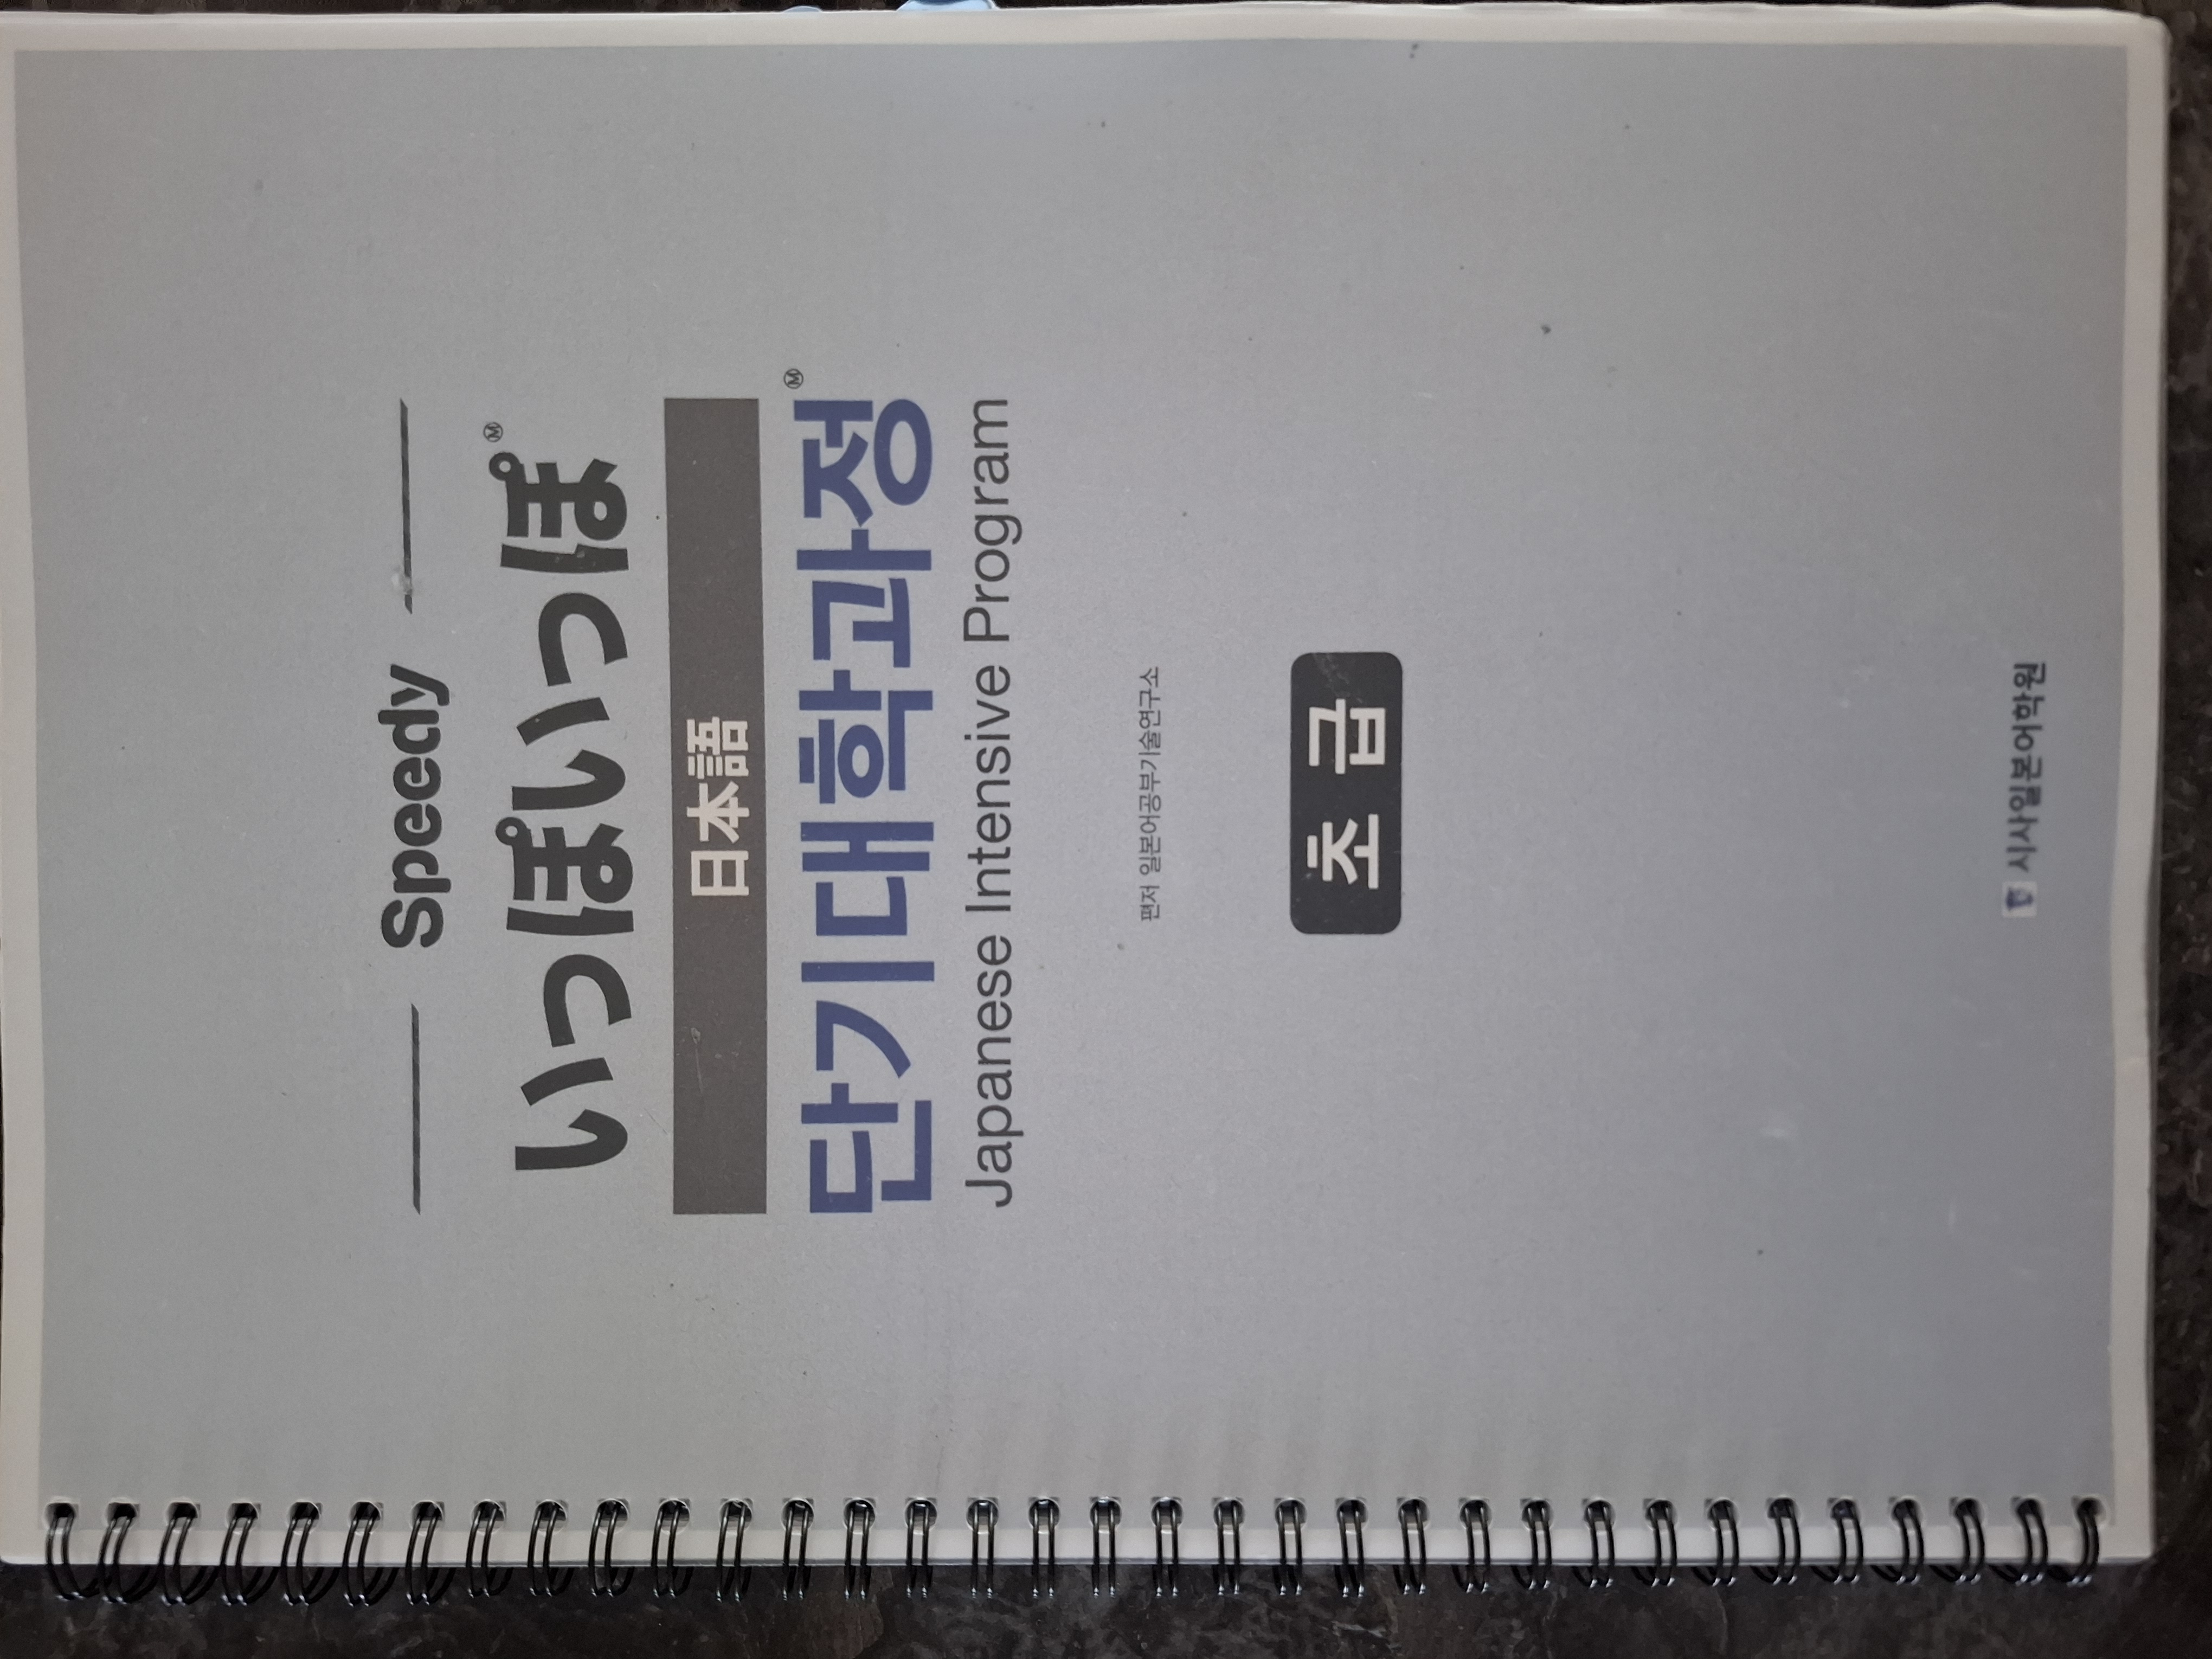 Speedy
いっぽいっぽ Ⓜ
日本語
단기대학과정 Ⓜ
Japanese Intensive Program
편저 일본어공부기술연구소
초급
시사일본어학원